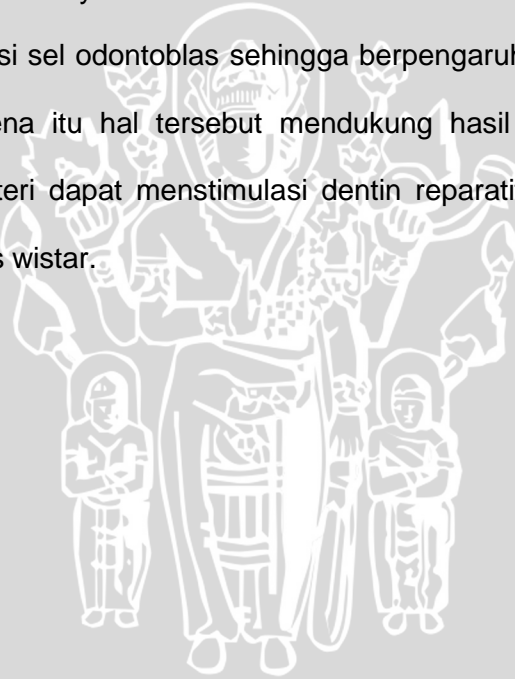 si sel odontoblas sehingga berpengaruh
ena itu hal tersebut mendukung hasil
teri dapat menstimulasi dentin reparati
s wistar.